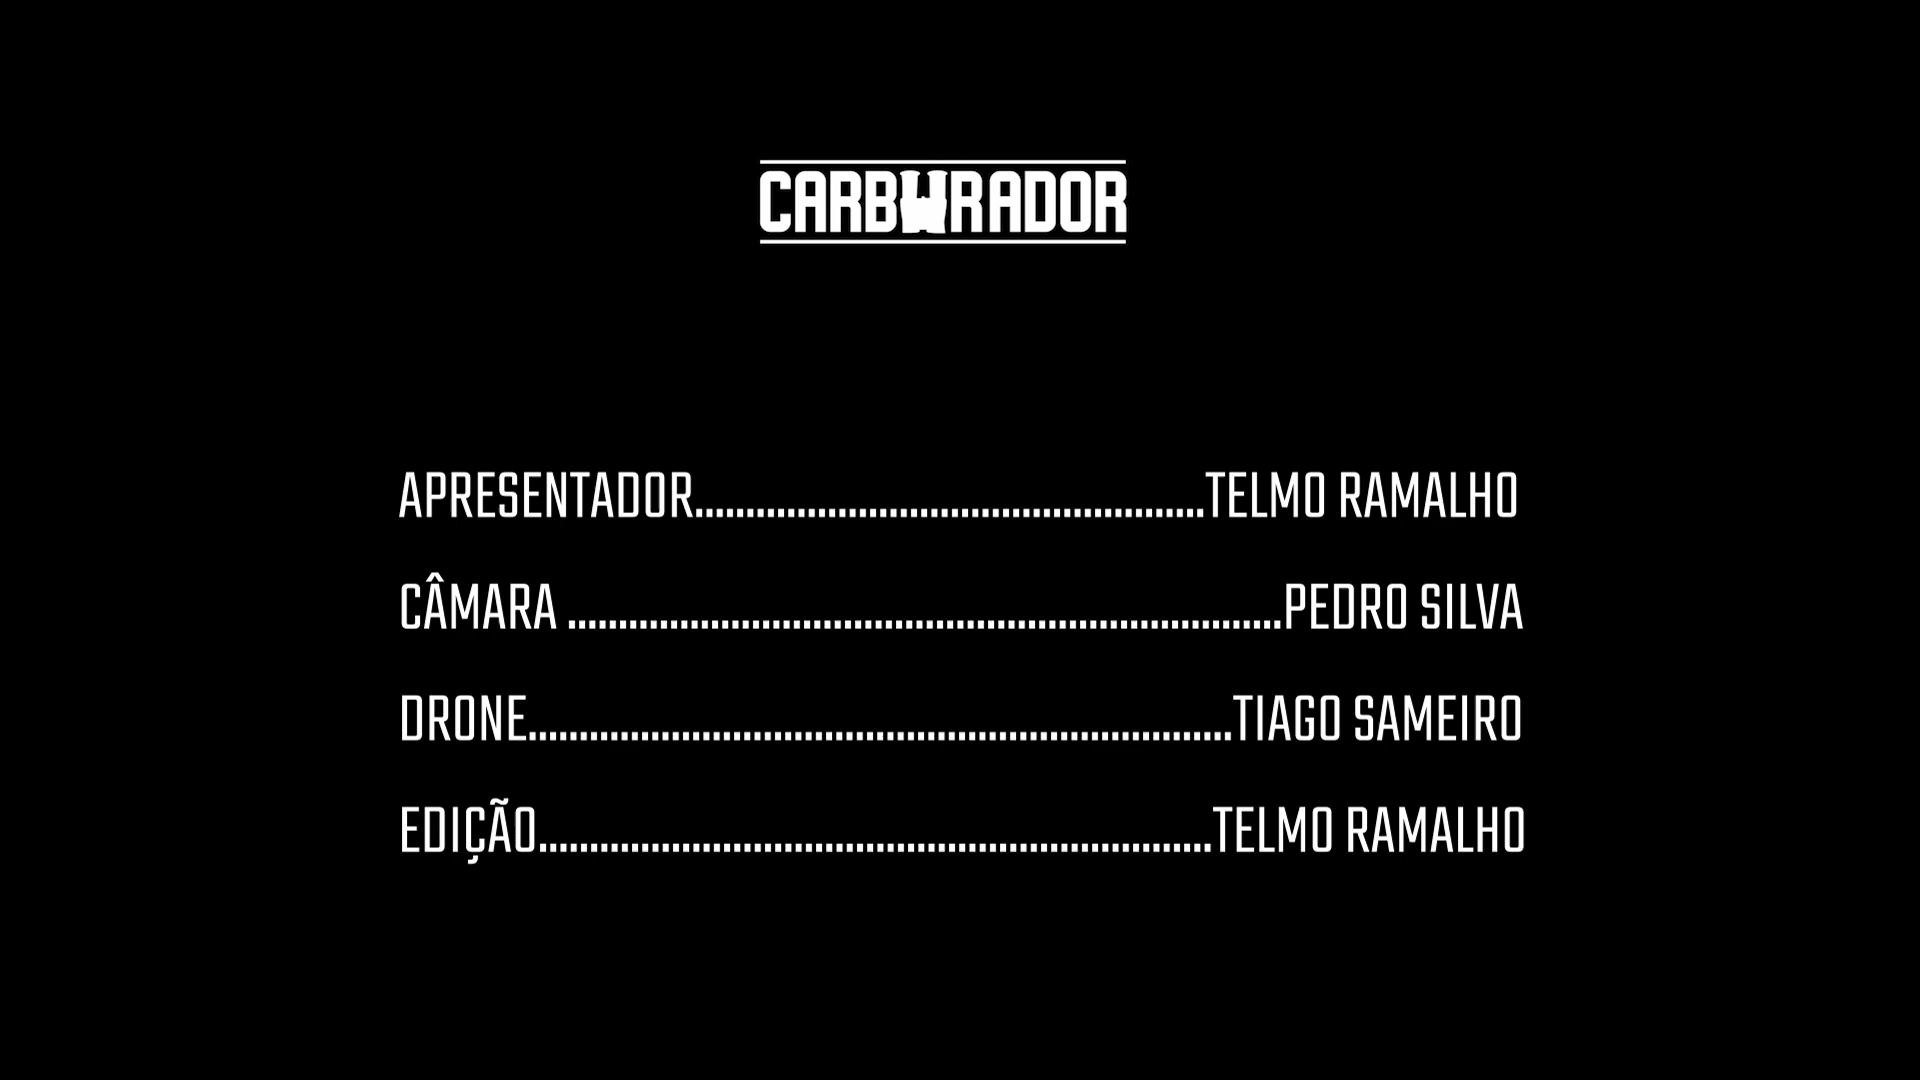 CARBURADOR
APRESENTADOR..................................................TELMO RAMALHO
CÂMARA ......................................................................PEDRO SILVA
DRONE.....................................................................TIAGO SAMEIRO
EDIÇÃO..................................................................TELMO RAMALHO